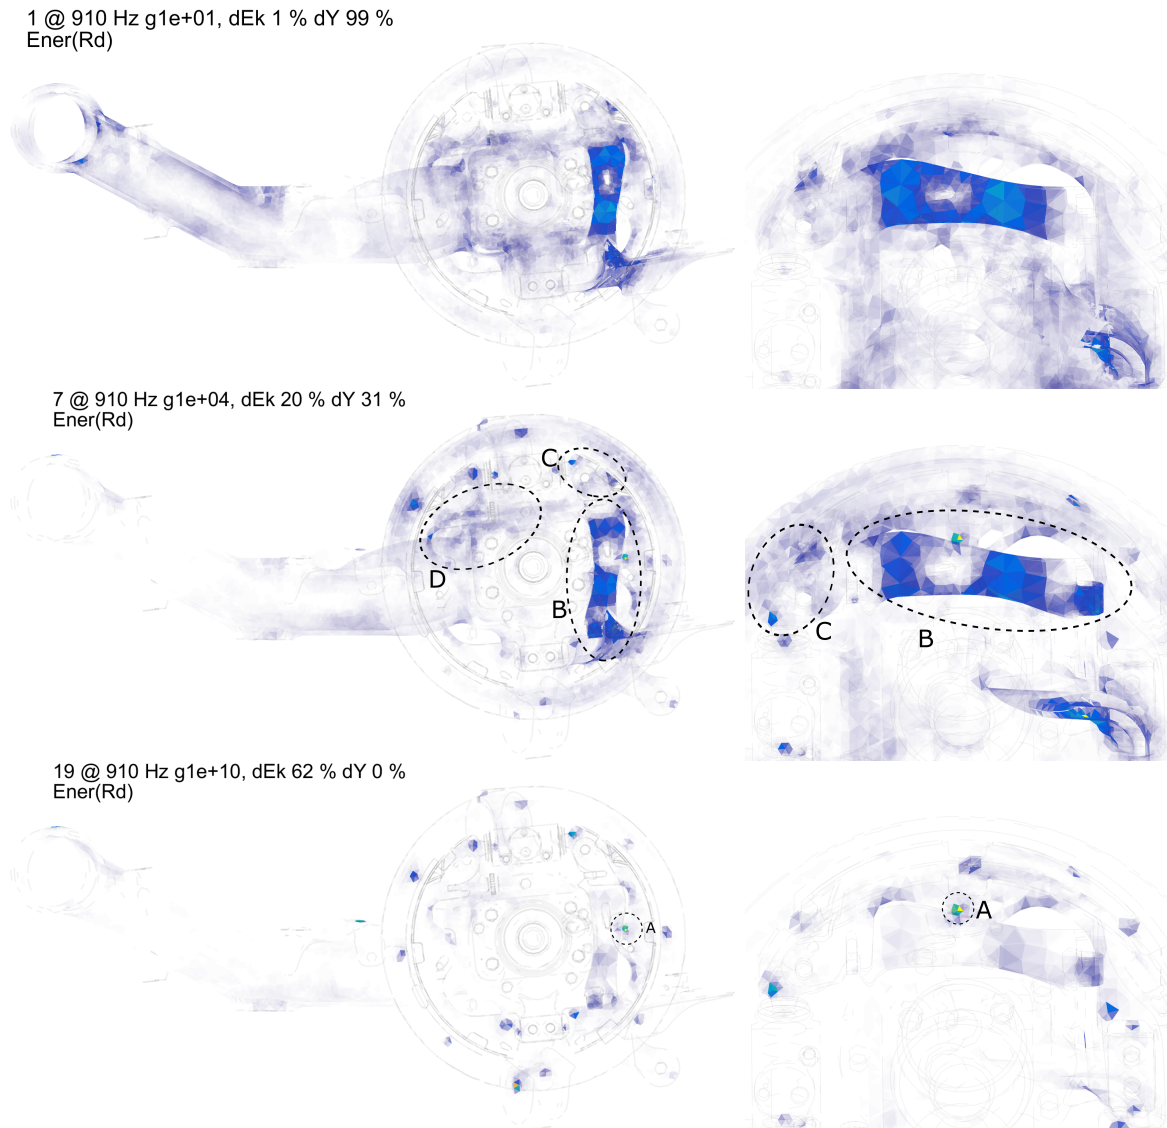 1 @ 910 Hz g1e+01, dEk 1 % dY 99 %
Ener(Rd)
7 @ 910 Hz g1e+04, dEk 20 % dY 31 %
Ener(Rd)
C
D
B
C
B
19 @ 910 Hz g1e+10, dEk 62 % dY 0 %
Ener(Rd)
A
A